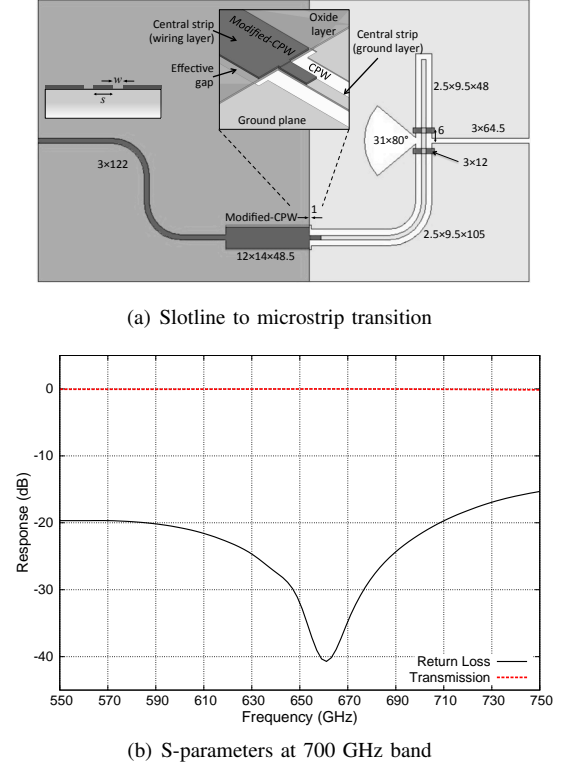 Central strip
(wiring layer)
Modified-CPW
Oxide
layer
Central strip
(ground layer)
Effective
gap
CPW
Ground plane
w
s
2.5×9.5×48
31×80°
6
3×64.5
3×12
3×122
Modified-CPW
1
12×14×48.5
2.5×9.5×105
(a) Slotline to microstrip transition
0
-10
-20
-30
-40
Response (dB)
Return Loss
Transmission
550 570 590 610 630 650 670 690 710 730 750
Frequency (GHz)
(b) S-parameters at 700 GHz band